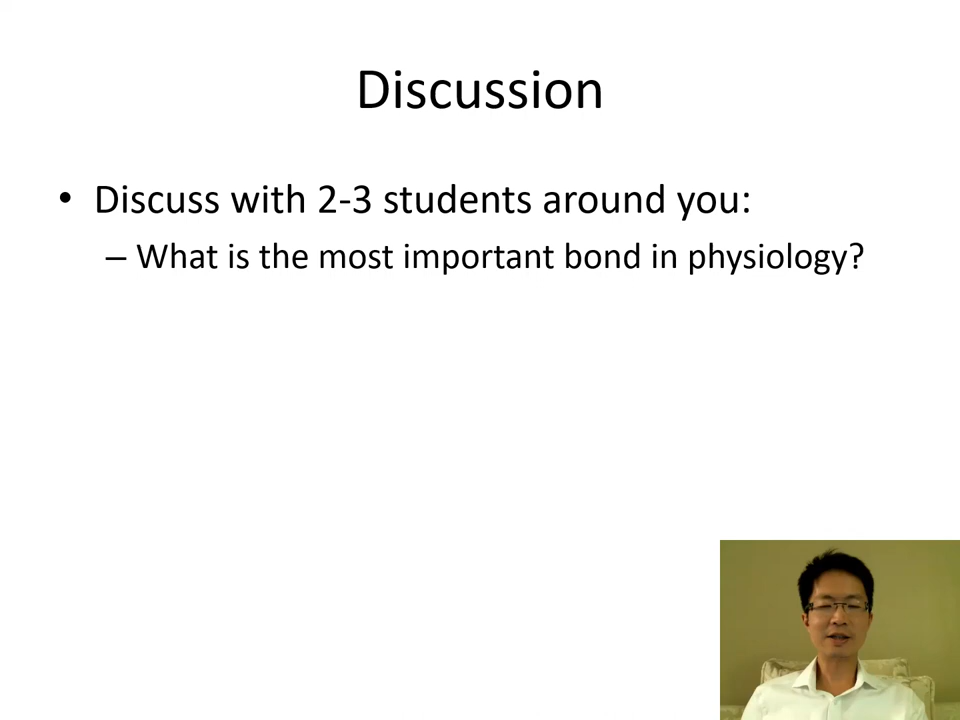 Discussion
• Discuss with 2-3 students around you:
– What is the most important bond in physiology?